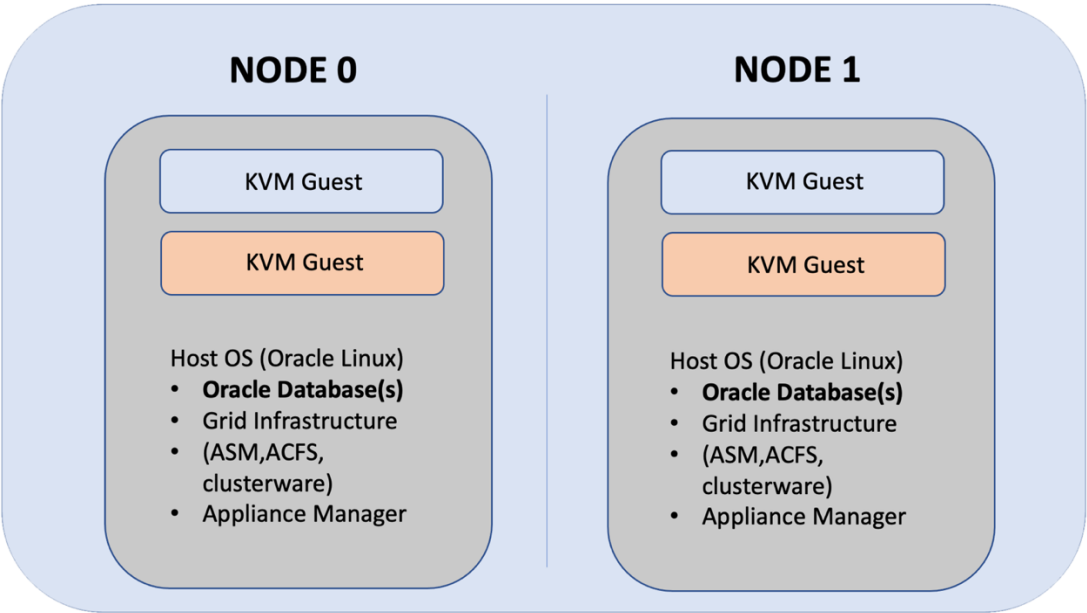 NODE 0
KVM Guest
KVM Guest
Host OS (Oracle Linux)
• Oracle Database(s)
• Grid Infrastructure
• (ASM,ACFS,
clusterware)
• Appliance Manager
NODE 1
KVM Guest
KVM Guest
Host OS (Oracle Linux)
• Oracle Database(s)
• Grid Infrastructure
• (ASM,ACFS,
clusterware)
• Appliance Manager